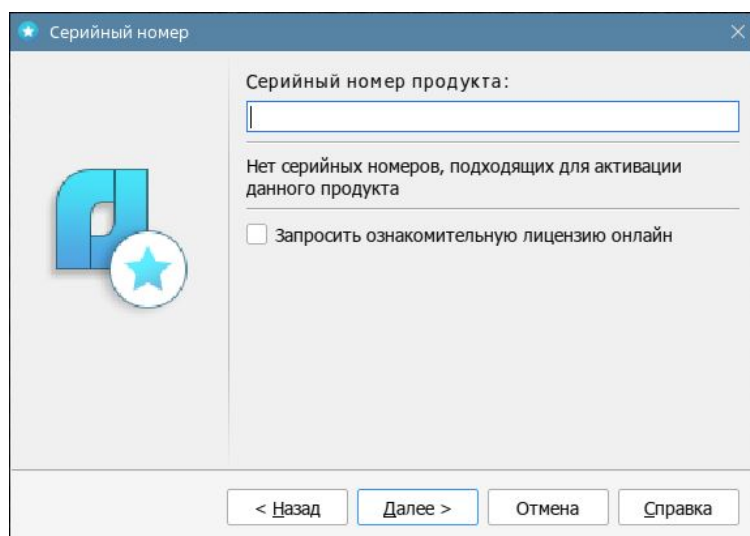 Серийный номер
Серийный номер продукта:
Нет серийных номеров, подходящих для активации
данного продукта
Запросить ознакомительную лицензию онлайн
< Назад
Далее >
Отмена
Справка